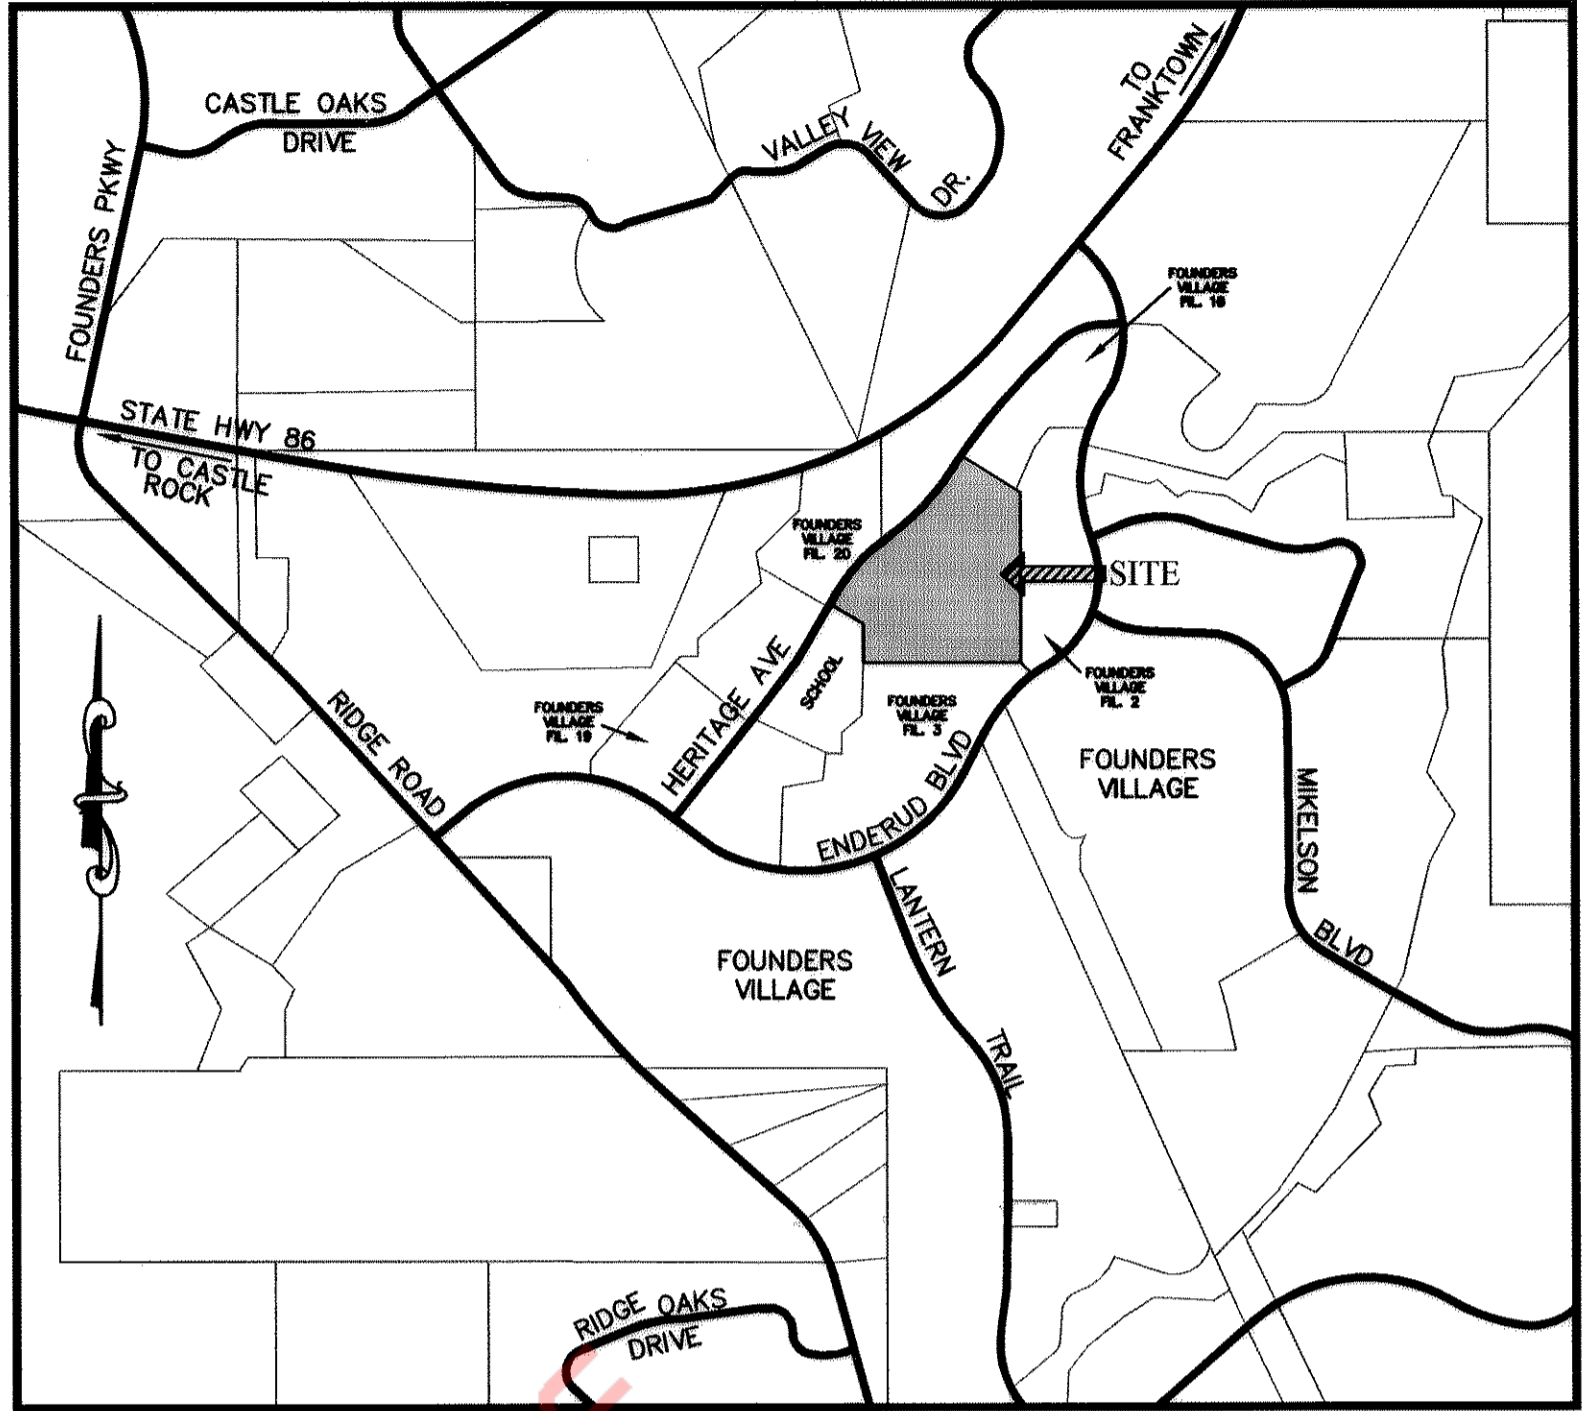 CASTLE OAKS
DRIVE
FOUNDERS PKWY
VALLEY VIEW DR.
TO
FRANKTOWN
FOUNDERS
VILLAGE
FIL. 16
STATE HWY 86
TO CASTLE
ROCK
FOUNDERS
VILLAGE
FIL. 20
SITE
HERITAGE AVE
SCHOOL
FOUNDERS
VILLAGE
FIL. 2
FOUNDERS
VILLAGE
FIL. 3
FOUNDERS
VILLAGE
FIL. 19
RIDGE ROAD
FOUNDERS
VILLAGE
ENDERUD BLVD
MIKELSON BLVD
LANTERN TRAIL
FOUNDERS
VILLAGE
RIDGE OAKS
DRIVE